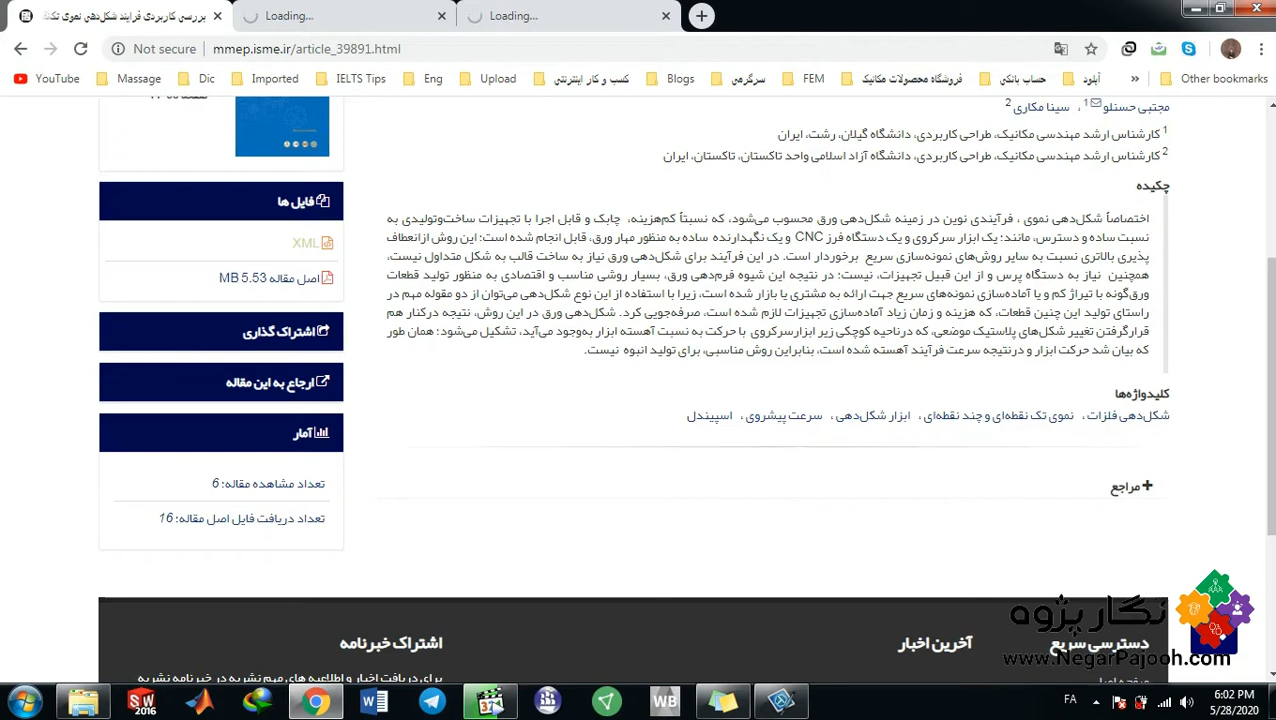 بررسی کاربردی فرایند شکل‌دهی نموی تک
Loading...
Loading...
Not secure
mmep.isme.ir/article_39891.html
YouTube
Massage
Dic
Imported
IELTS Tips
Eng
Upload
کسب و کار اینترنتی
Blogs
سرگرمی
FEM
فروشگاه محصولات مکانیک
حساب بانکی
آپلود
»
Other bookmarks
مجتبی حسنلو 1 ، سینا مکاری 2
1 کارشناس ارشد مهندسی مکانیک، طراحی کاربردی، دانشگاه گیلان، رشت، ایران
2 کارشناس ارشد مهندسی مکانیک، طراحی کاربردی، دانشگاه آزاد اسلامی واحد تاکستان، تاکستان، ایران
چکیده
اختصاصاً شکل‌دهی نموی ، فرآیندی نوین در زمینه شکل‌دهی ورق محسوب می‌شود، که نسبتاً کم‌هزینه، چابک و قابل اجرا با تجهیزات ساخت‌وتولیدی به
نسبت ساده و دسترس، مانند: یک ابزار سرکروی و یک دستگاه فرز CNC و یک نگهدارنده ساده به منظور مهار ورق، قابل انجام شده است؛ این روش ازانعطاف
پذیری بالاتری نسبت به سایر روش‌های نمونه‌سازی سریع برخوردار است. در این فرآیند برای شکل‌دهی ورق نیاز به ساخت قالب به شکل متداول نیست،
همچنین نیاز به دستگاه پرس و از این قبیل تجهیزات، نیست؛ در نتیجه این شیوه فرم‌دهی ورق، بسیار روشی مناسب و اقتصادی به منظور تولید قطعات
ورق‌گونه با تیراژ کم و یا آماده‌سازی نمونه‌های سریع جهت ارائه به مشتری یا بازار شده است، زیرا با استفاده از این نوع شکل‌دهی می‌توان از دو مقوله مهم در
راستای تولید این چنین قطعات، که هزینه و زمان زیاد آماده‌سازی تجهیزات لازم شده است، صرفه‌جویی کرد. شکل‌دهی ورق در این روش، نتیجه درکنار هم
قرارگرفتن تغییر شکل‌های پلاستیک موضعی، که درناحیه کوچکی زیر ابزارسرکروی با حرکت به نسبت آهسته ابزار به‌وجود می‌آید، تشکیل می‌شود؛ همان طور
که بیان شد حرکت ابزار و درنتیجه سرعت فرآیند آهسته شده است، بنابراین روش مناسبی، برای تولید انبوه نیست.
کلیدواژه‌ها
شکل‌دهی فلزات ، نموی تک نقطه‌ای و چند نقطه‌ای ، ابزار شکل‌دهی ، سرعت پیشروی ، اسپیندل
مراجع
فایل ها
XML
اصل مقاله 5.53 MB
اشتراک گذاری
ارجاع به این مقاله
آمار
تعداد مشاهده مقاله: 6
تعداد دریافت فایل اصل مقاله: 16
دسترسی سریع
آخرین اخبار
اشتراک خبرنامه
برای دریافت اخبار و اطلاعیه های مهم نشریه در خبرنامه نشریه
نگار پژوه
www.NegarPajooh.com
SW
2016
WB
FA
6:02 PM
5/28/2020